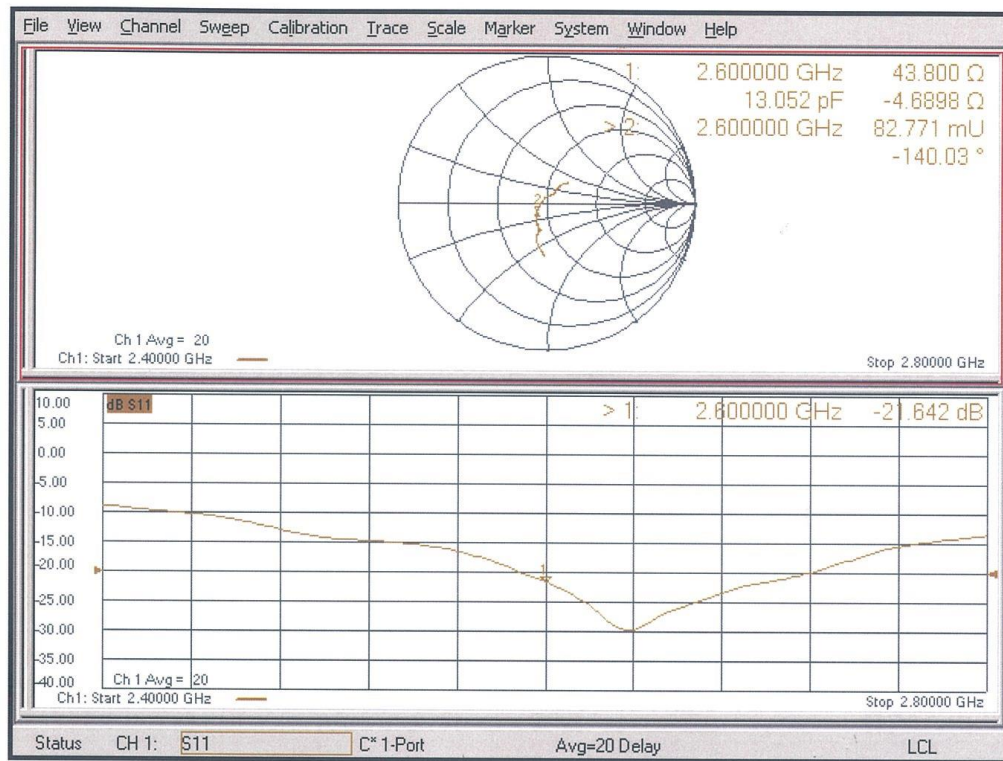 File View Channel Sweep Calibration Trace Scale Marker System Window Help
1: 2.600000 GHz 43.800 Ω
13.052 pF -4.6898 Ω
> 2: 2.600000 GHz 82.771 mU
-140.03 °
2
Ch 1 Avg = 20
Ch1: Start 2.40000 GHz Stop 2.80000 GHz
10.00 dB S11 > 1: 2.600000 GHz -21.642 dB
5.00
0.00
-5.00
-10.00
-15.00
-20.00
1
-25.00
-30.00
-35.00
-40.00 Ch 1 Avg = 20
Ch1: Start 2.40000 GHz Stop 2.80000 GHz
Status CH 1: S11 C* 1-Port Avg=20 Delay LCL